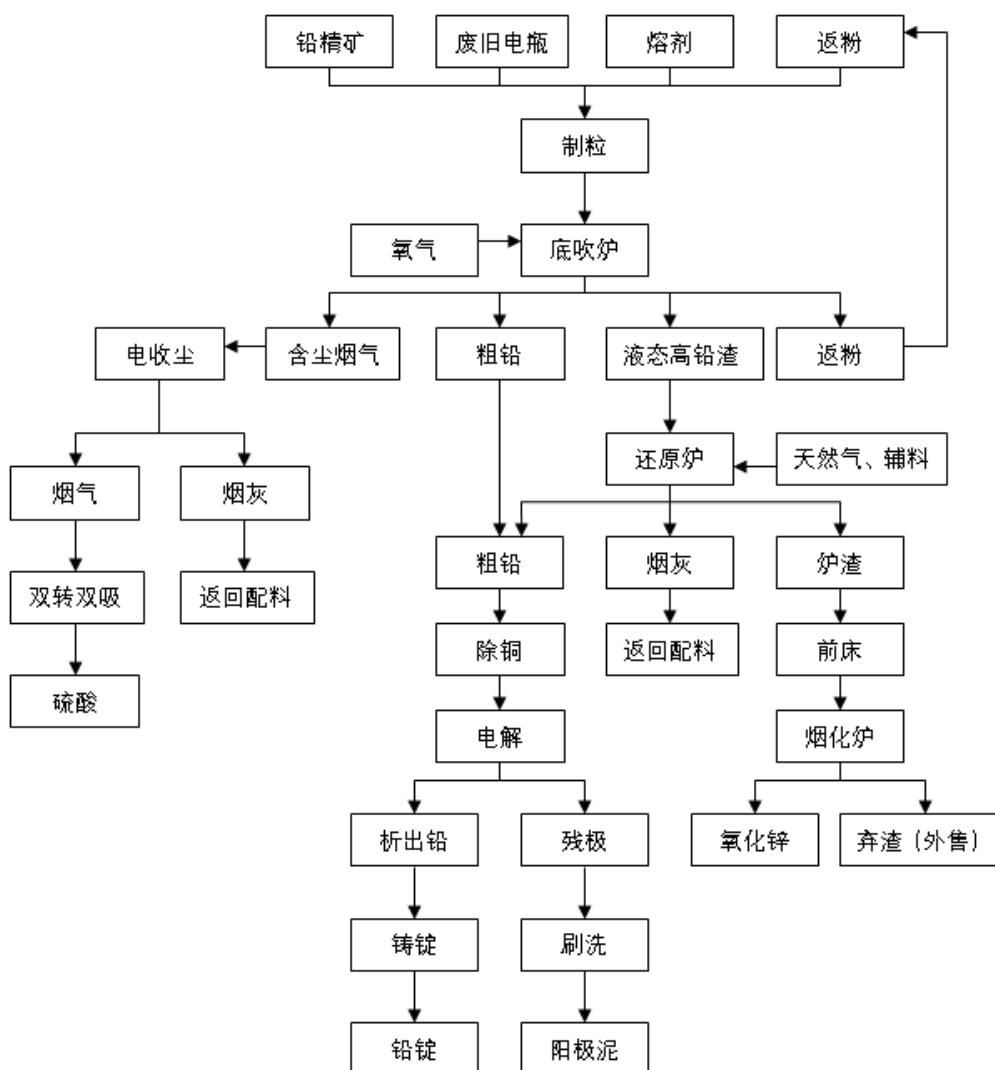 铅精矿
废旧电瓶
熔剂
返粉
制粒
氧气
底吹炉
电收尘
含尘烟气
粗铅
液态高铅渣
返粉
还原炉
天然气、辅料
烟气
烟灰
粗铅
烟灰
炉渣
双转双吸
返回配料
除铜
返回配料
前床
硫酸
电解
烟化炉
析出铅
残极
氧化锌
弃渣（外售）
铸锭
刷洗
铅锭
阳极泥